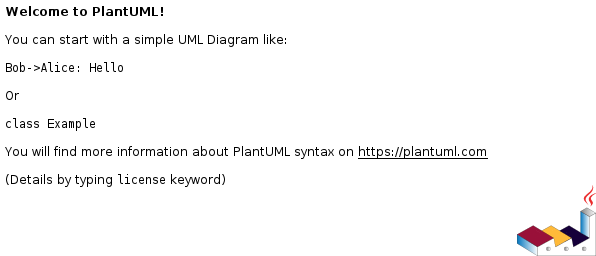 Welcome to PlantUML!
You can start with a simple UML Diagram like:
Bob->Alice: Hello
Or
class Example
You will find more information about PlantUML syntax on https://plantuml.com
(Details by typing license keyword)